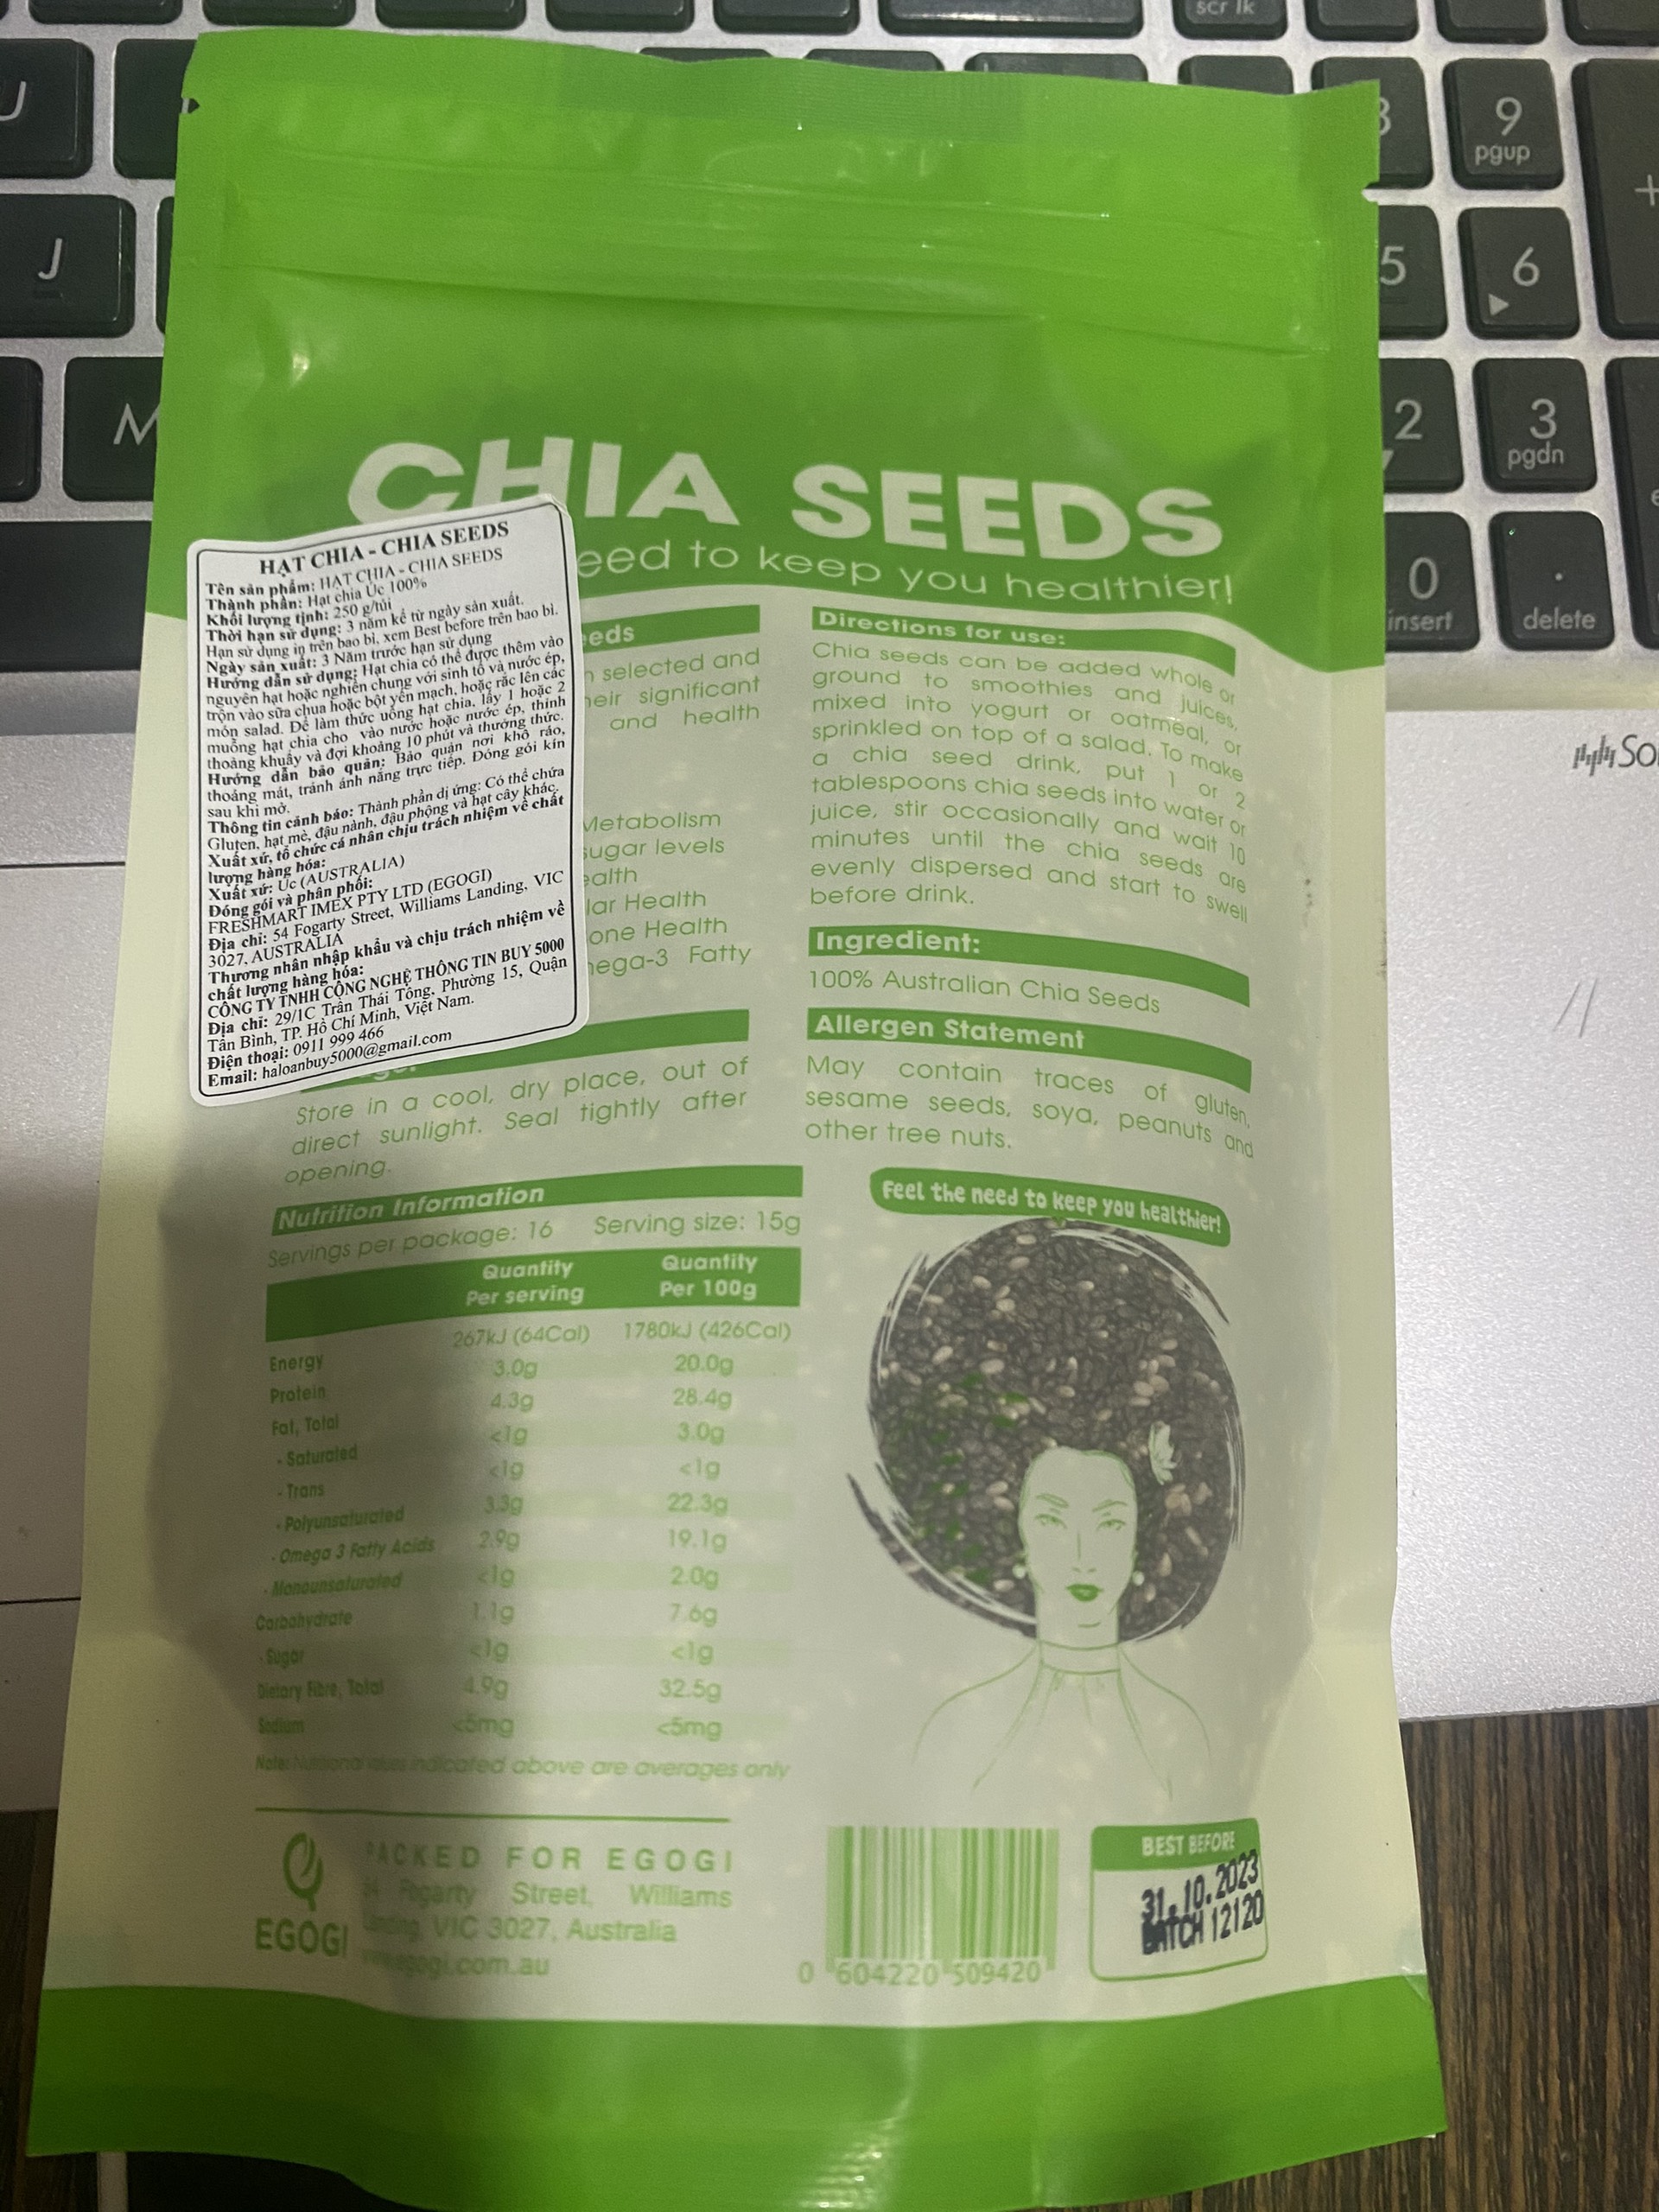 scr lk
U
9
pgup
+
J
5
6
M
2
3
pgdn
0
insert
.
delete
CHIA SEEDS
eed to keep you healthier!
HẠT CHIA - CHIA SEEDS
Tên sản phẩm: HẠT CHIA - CHIA SEEDS
Thành phần: Hạt chia Úc 100%
Khối lượng tịnh: 250 g/túi
Thời hạn sử dụng: 3 năm kể từ ngày sản xuất.
Hạn sử dụng in trên bao bì, xem Best before trên bao bì.
Ngày sản xuất: 3 Năm trước hạn sử dụng
Hướng dẫn sử dụng: Hạt chia có thể được thêm vào
nguyên hạt hoặc nghiền chung với sinh tố và nước ép,
trộn vào sữa chua hoặc bột yến mạch, hoặc rắc lên các
món salad. Để làm thức uống hạt chia, lấy 1 hoặc 2
muỗng hạt chia cho vào nước hoặc nước ép, thỉnh
thoảng khuấy và đợi khoảng 10 phút và thưởng thức.
Hướng dẫn bảo quản: Bảo quản nơi khô ráo,
thoáng mát, tránh ánh nắng trực tiếp. Đóng gói kín
sau khi mở.
Thông tin cảnh báo: Thành phần dị ứng: Có thể chứa
Gluten, hạt mè, đậu nành, đậu phộng và hạt cây khác.
Xuất xứ, tổ chức cá nhân chịu trách nhiệm về chất
lượng hàng hóa:
Xuất xứ: Úc (AUSTRALIA)
Đóng gói và phân phối:
FRESHMART IMEX PTY LTD (EGOGI)
Địa chỉ: 54 Fogarty Street, Williams Landing, VIC
3027, AUSTRALIA
Thương nhân nhập khẩu và chịu trách nhiệm về
chất lượng hàng hóa:
CÔNG TY TNHH CÔNG NGHỆ THÔNG TIN BUY 5000
Địa chỉ: 29/1C Trần Thái Tông, Phường 15, Quận
Tân Bình, TP. Hồ Chí Minh, Việt Nam.
Điện thoại: 0911 999 466
Email: haloanbuy5000@gmail.com
eeds
selected and
heir significant
and health
Metabolism
sugar levels
ealth
lar Health
one Health
mega-3 Fatty
Store in a cool, dry place, out of
direct sunlight. Seal tightly after
opening.
Nutrition Information
Servings per package: 16 Serving size: 15g
Quantity Per serving Quantity Per 100g
Energy 267kJ (64Cal) 1780kJ (426Cal)
Protein 3.0g 20.0g
Fat, Total 4.3g 28.4g
- Saturated <1g 3.0g
- Trans <1g <1g
- Polyunsaturated 3.3g 22.3g
- Omega 3 Fatty Acids 2.9g 19.1g
- Monounsaturated <1g 2.0g
Carbohydrate 1.1g 7.6g
- Sugar <1g <1g
Dietary Fibre, Total 4.9g 32.5g
Sodium <5mg <5mg
Note: Nutritional values indicated above are averages only
EGOGI
PACKED FOR EGOGI
Fogarty Street, Williams
Landing, VIC 3027, Australia
egogi.com.au
Directions for use:
Chia seeds can be added whole or
ground to smoothies and juices,
mixed into yogurt or oatmeal, or
sprinkled on top of a salad. To make
a chia seed drink, put 1 or 2
tablespoons chia seeds into water or
juice, stir occasionally and wait 10
minutes until the chia seeds are
evenly dispersed and start to swell
before drink.
Ingredient:
100% Australian Chia Seeds
Allergen Statement
May contain traces of gluten,
sesame seeds, soya, peanuts and
other tree nuts.
Feel the need to keep you healthier!
0 604220 509420
BEST BEFORE
31.10.2023
BATCH 12120